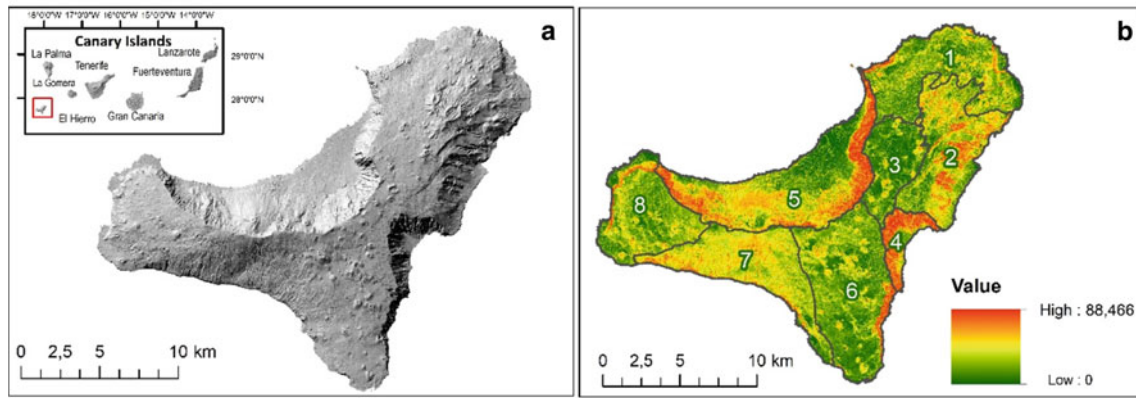 18°0'0"W 17°0'0"W 16°0'0"W 15°0'0"W 14°0'0"W
Canary Islands
La Palma
Tenerife
Lanzarote
La Gomera
Fuerteventura
El Hierro
Gran Canaria
29°0'0"N
28°0'0"N
a
0 2,5 5 10 km
b
1
2
3
4
5
6
7
8
Value
High : 88,466
Low : 0
0 2,5 5 10 km